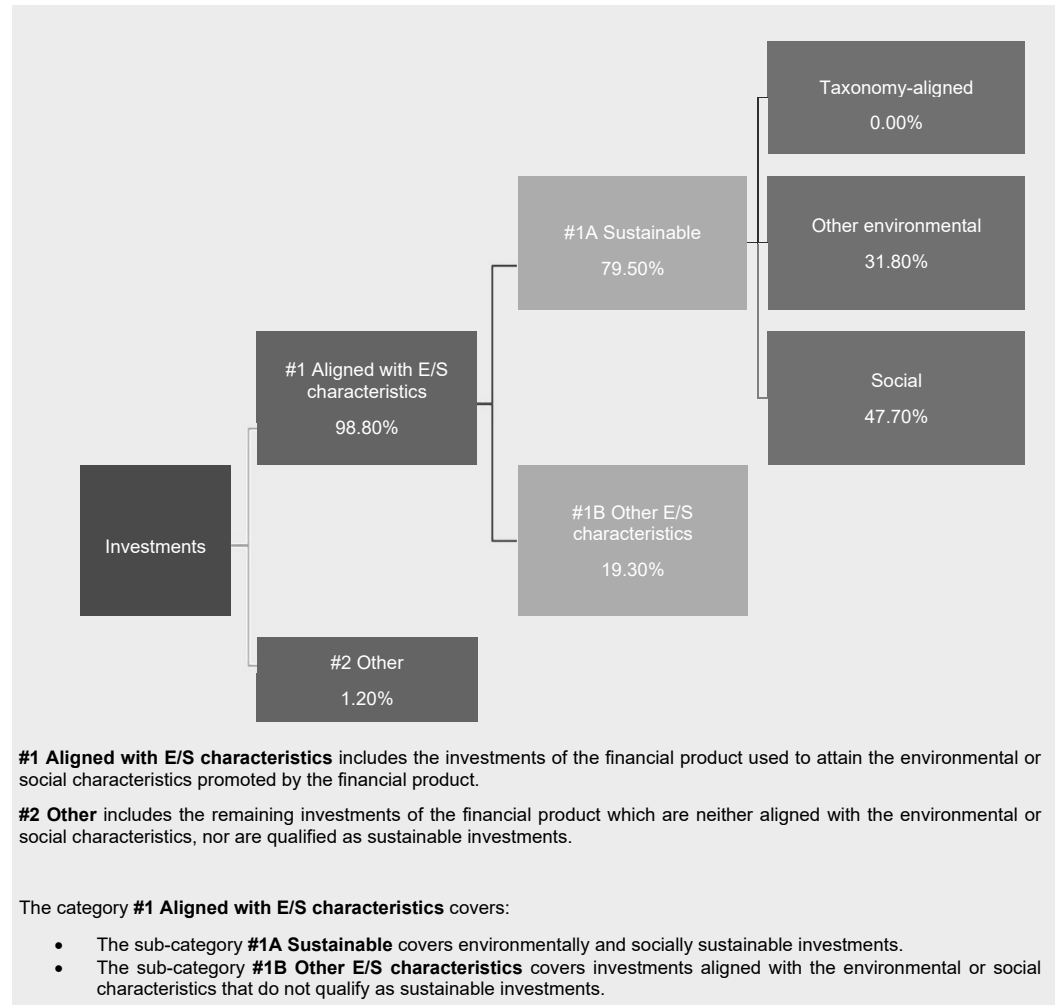 Taxonomy-aligned
0.00%
#1A Sustainable
79.50%
Other environmental
31.80%
#1 Aligned with E/S
characteristics
98.80%
Social
47.70%
Investments
#1B Other E/S
characteristics
19.30%
#2 Other
1.20%
#1 Aligned with E/S characteristics includes the investments of the financial product used to attain the environmental or
social characteristics promoted by the financial product.
#2 Other includes the remaining investments of the financial product which are neither aligned with the environmental or
social characteristics, nor are qualified as sustainable investments.
The category #1 Aligned with E/S characteristics covers:
• The sub-category #1A Sustainable covers environmentally and socially sustainable investments.
• The sub-category #1B Other E/S characteristics covers investments aligned with the environmental or social
characteristics that do not qualify as sustainable investments.